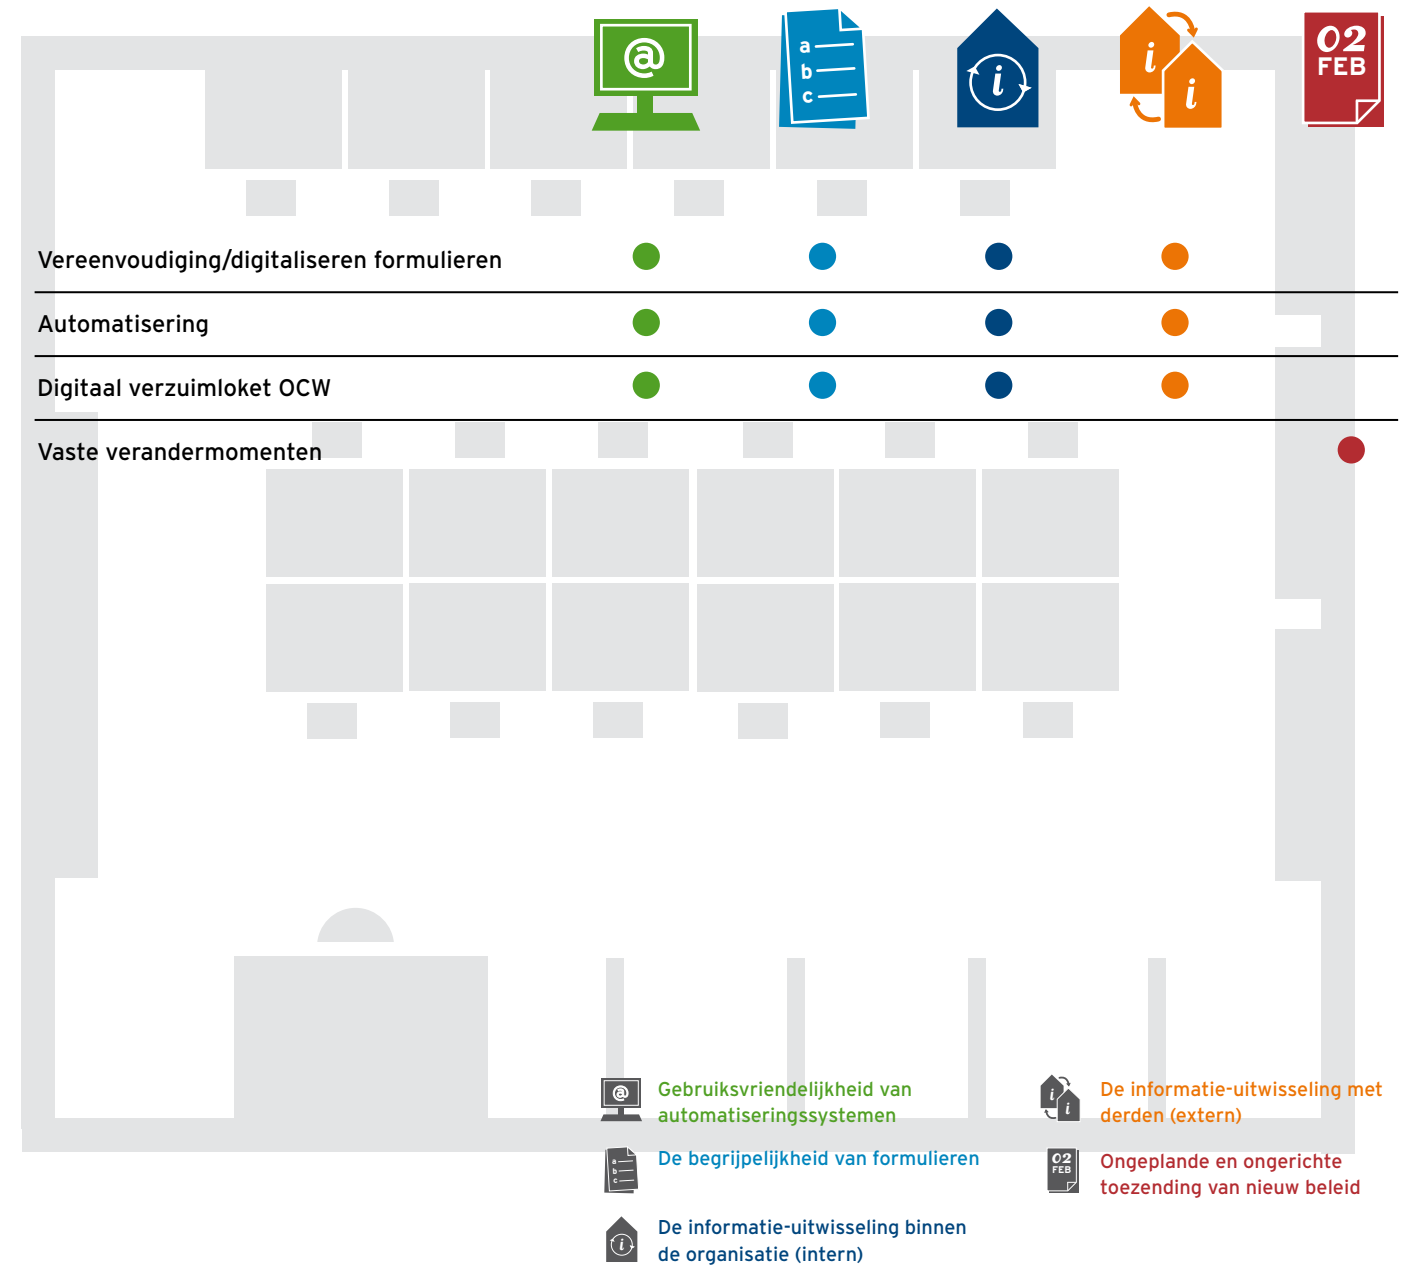 @
a
b
c
i
i
i
02
FEB
Vereenvoudiging/digitaliseren formulieren
Automatisering
Digitaal verzuimloket OCW
Vaste verandermomenten
@
Gebruiksvriendelijkheid van
automatiseringssystemen
a
b
c
De begrijpelijkheid van formulieren
i
De informatie-uitwisseling binnen
de organisatie (intern)
i
i
De informatie-uitwisseling met
derden (extern)
02
FEB
Ongeplande en ongerichte
toezending van nieuw beleid